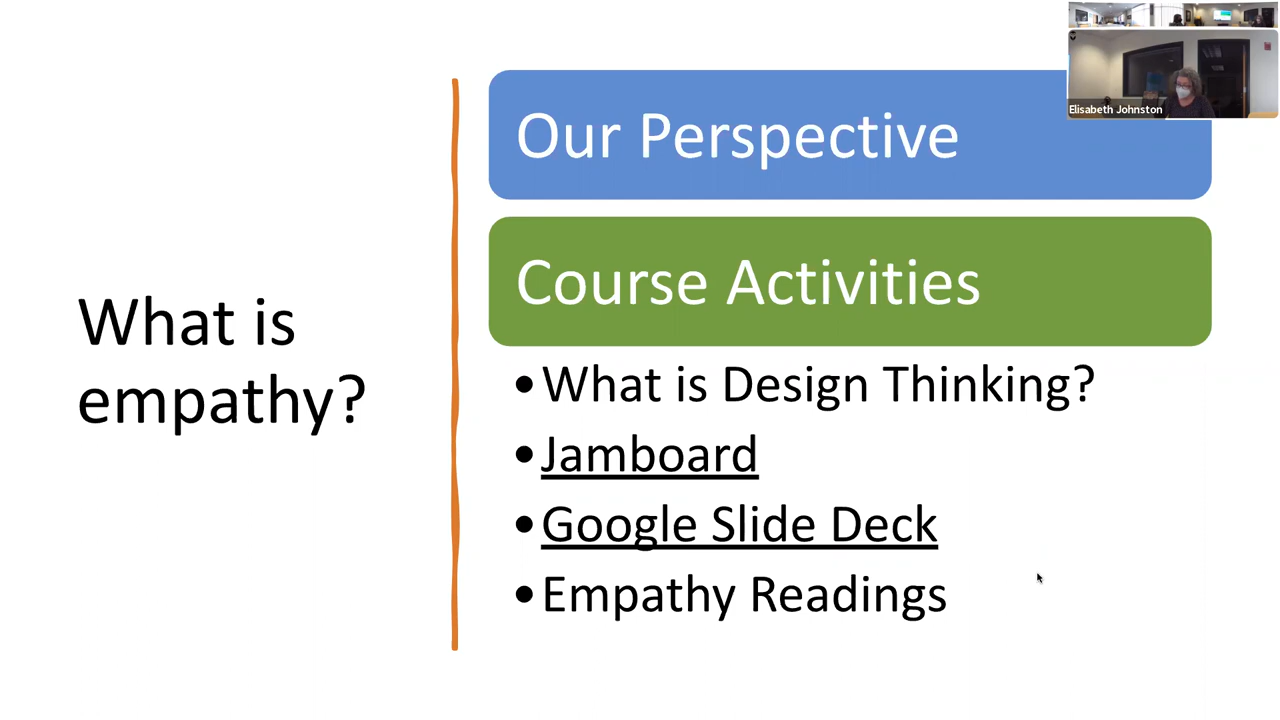 What is
empathy?
Our Perspective
Course Activities
•What is Design Thinking?
•Jamboard
•Google Slide Deck
•Empathy Readings
Elisabeth Johnston